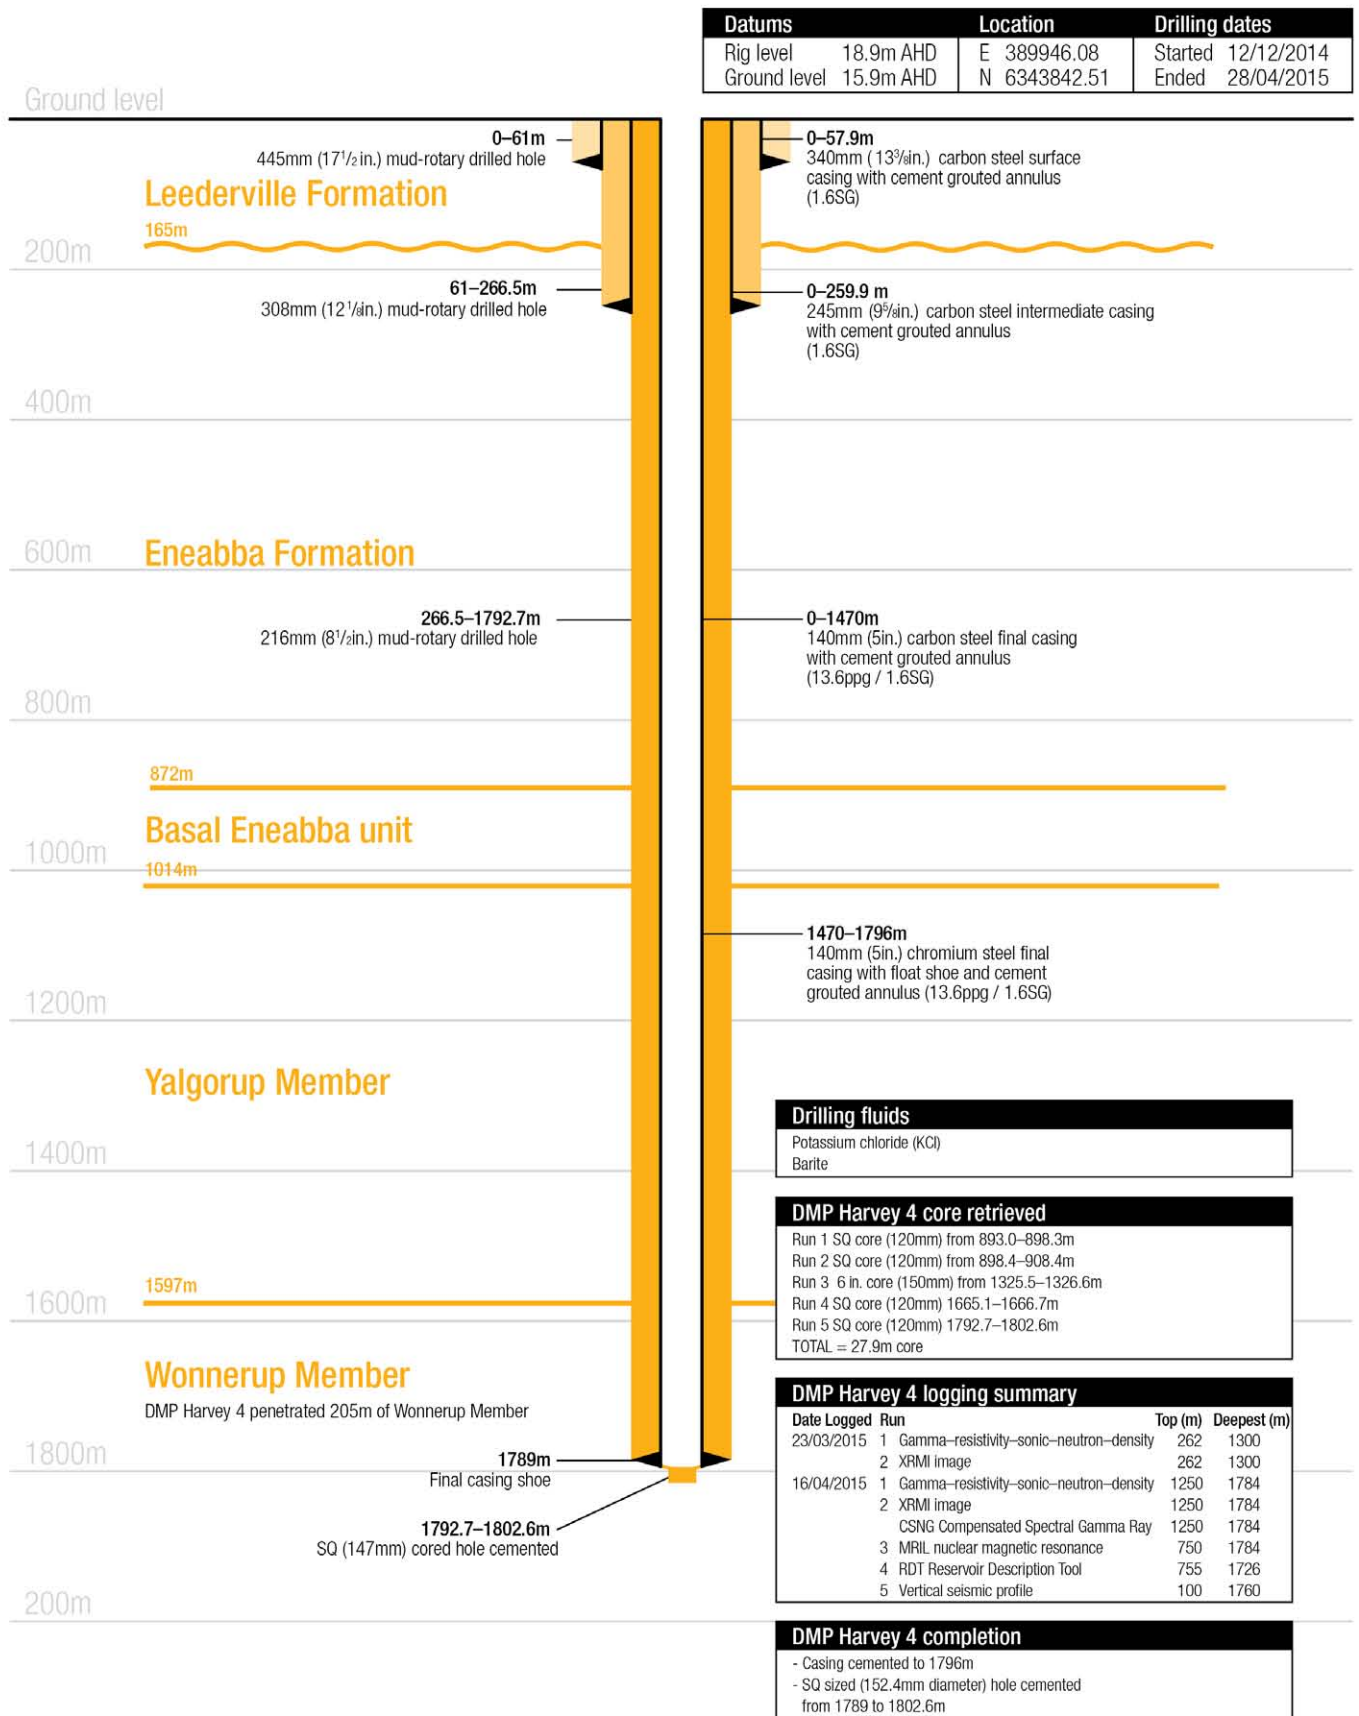 Datums Location Drilling dates
Rig level 18.9m AHD E 389946.08 Started 12/12/2014
Ground level 15.9m AHD N 6343842.51 Ended 28/04/2015
Ground level
0–61m
445mm (17 1/2 in.) mud-rotary drilled hole
0–57.9m
340mm ( 13 3/8in.) carbon steel surface
casing with cement grouted annulus
(1.6SG)
Leederville Formation
165m
200m
61–266.5m
308mm (12 1/8in.) mud-rotary drilled hole
0–259.9 m
245mm (9 5/8in.) carbon steel intermediate casing
with cement grouted annulus
(1.6SG)
400m
600m
Eneabba Formation
266.5–1792.7m
216mm (8 1/2in.) mud-rotary drilled hole
0–1470m
140mm (5in.) carbon steel final casing
with cement grouted annulus
(13.6ppg / 1.6SG)
800m
872m
Basal Eneabba unit
1000m
1014m
1470–1796m
140mm (5in.) chromium steel final
casing with float shoe and cement
grouted annulus (13.6ppg / 1.6SG)
1200m
Yalgorup Member
1400m
1597m
1600m
Wonnerup Member
DMP Harvey 4 penetrated 205m of Wonnerup Member
1800m
1789m
Final casing shoe
1792.7–1802.6m
SQ (147mm) cored hole cemented
200m
Drilling fluids
Potassium chloride (KCl)
Barite
DMP Harvey 4 core retrieved
Run 1 SQ core (120mm) from 893.0–898.3m
Run 2 SQ core (120mm) from 898.4–908.4m
Run 3 6 in. core (150mm) from 1325.5–1326.6m
Run 4 SQ core (120mm) 1665.1–1666.7m
Run 5 SQ core (120mm) 1792.7–1802.6m
TOTAL = 27.9m core
DMP Harvey 4 logging summary
Date Logged Run Top (m) Deepest (m)
23/03/2015 1 Gamma–resistivity–sonic–neutron–density 262 1300
2 XRMI image 262 1300
16/04/2015 1 Gamma–resistivity–sonic–neutron–density 1250 1784
2 XRMI image 1250 1784
CSNG Compensated Spectral Gamma Ray 1250 1784
3 MRIL nuclear magnetic resonance 750 1784
4 RDT Reservoir Description Tool 755 1726
5 Vertical seismic profile 100 1760
DMP Harvey 4 completion
- Casing cemented to 1796m
- SQ sized (152.4mm diameter) hole cemented
from 1789 to 1802.6m